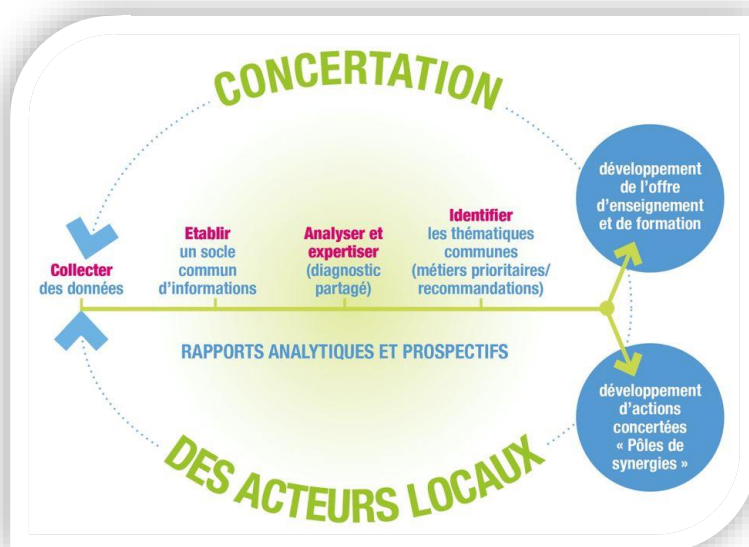 CONCERTATION
Collecter
des données
Etablir
un socle
commun
d'informations
Analyser et
expertiser
(diagnostic
partagé)
Identifier
les thématiques
communes
(métiers prioritaires/
recommandations)
RAPPORTS ANALYTIQUES ET PROSPECTIFS
développement
de l'offre
d'enseignement
et de formation
développement
d'actions
concertées
« Pôles de
synergies »
DES ACTEURS LOCAUX